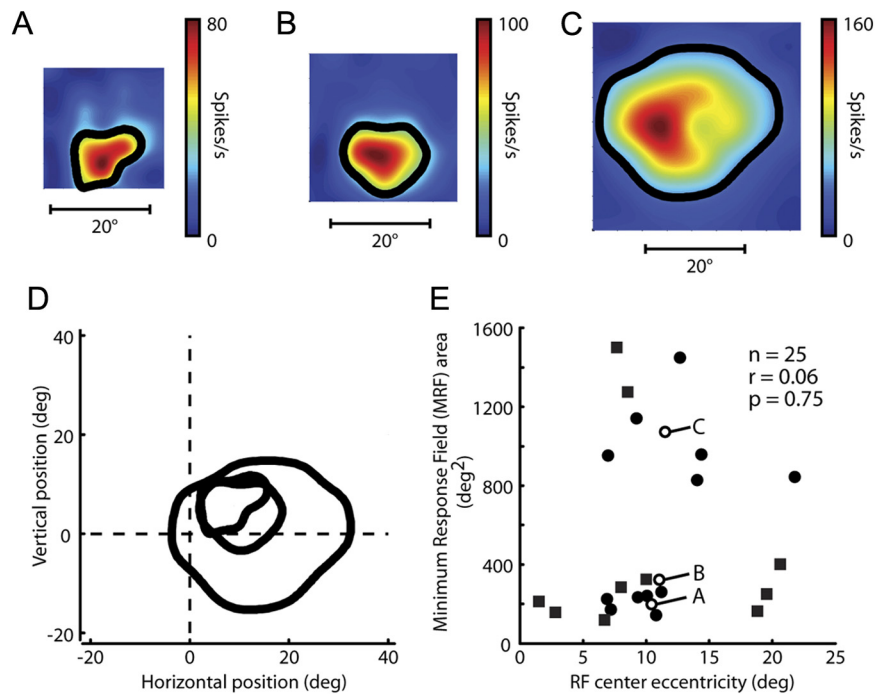 A
80
Spikes/s
0
20°
B
100
Spikes/s
0
20°
C
160
Spikes/s
0
20°
D
40
20
0
-20
Vertical position (deg)
-20
0
20
40
Horizontal position (deg)
E
1600
1200
800
400
0
Minimum Response Field (MRF) area
(deg²)
n = 25
r = 0.06
p = 0.75
C
B
A
0
5
10
15
20
25
RF center eccentricity (deg)